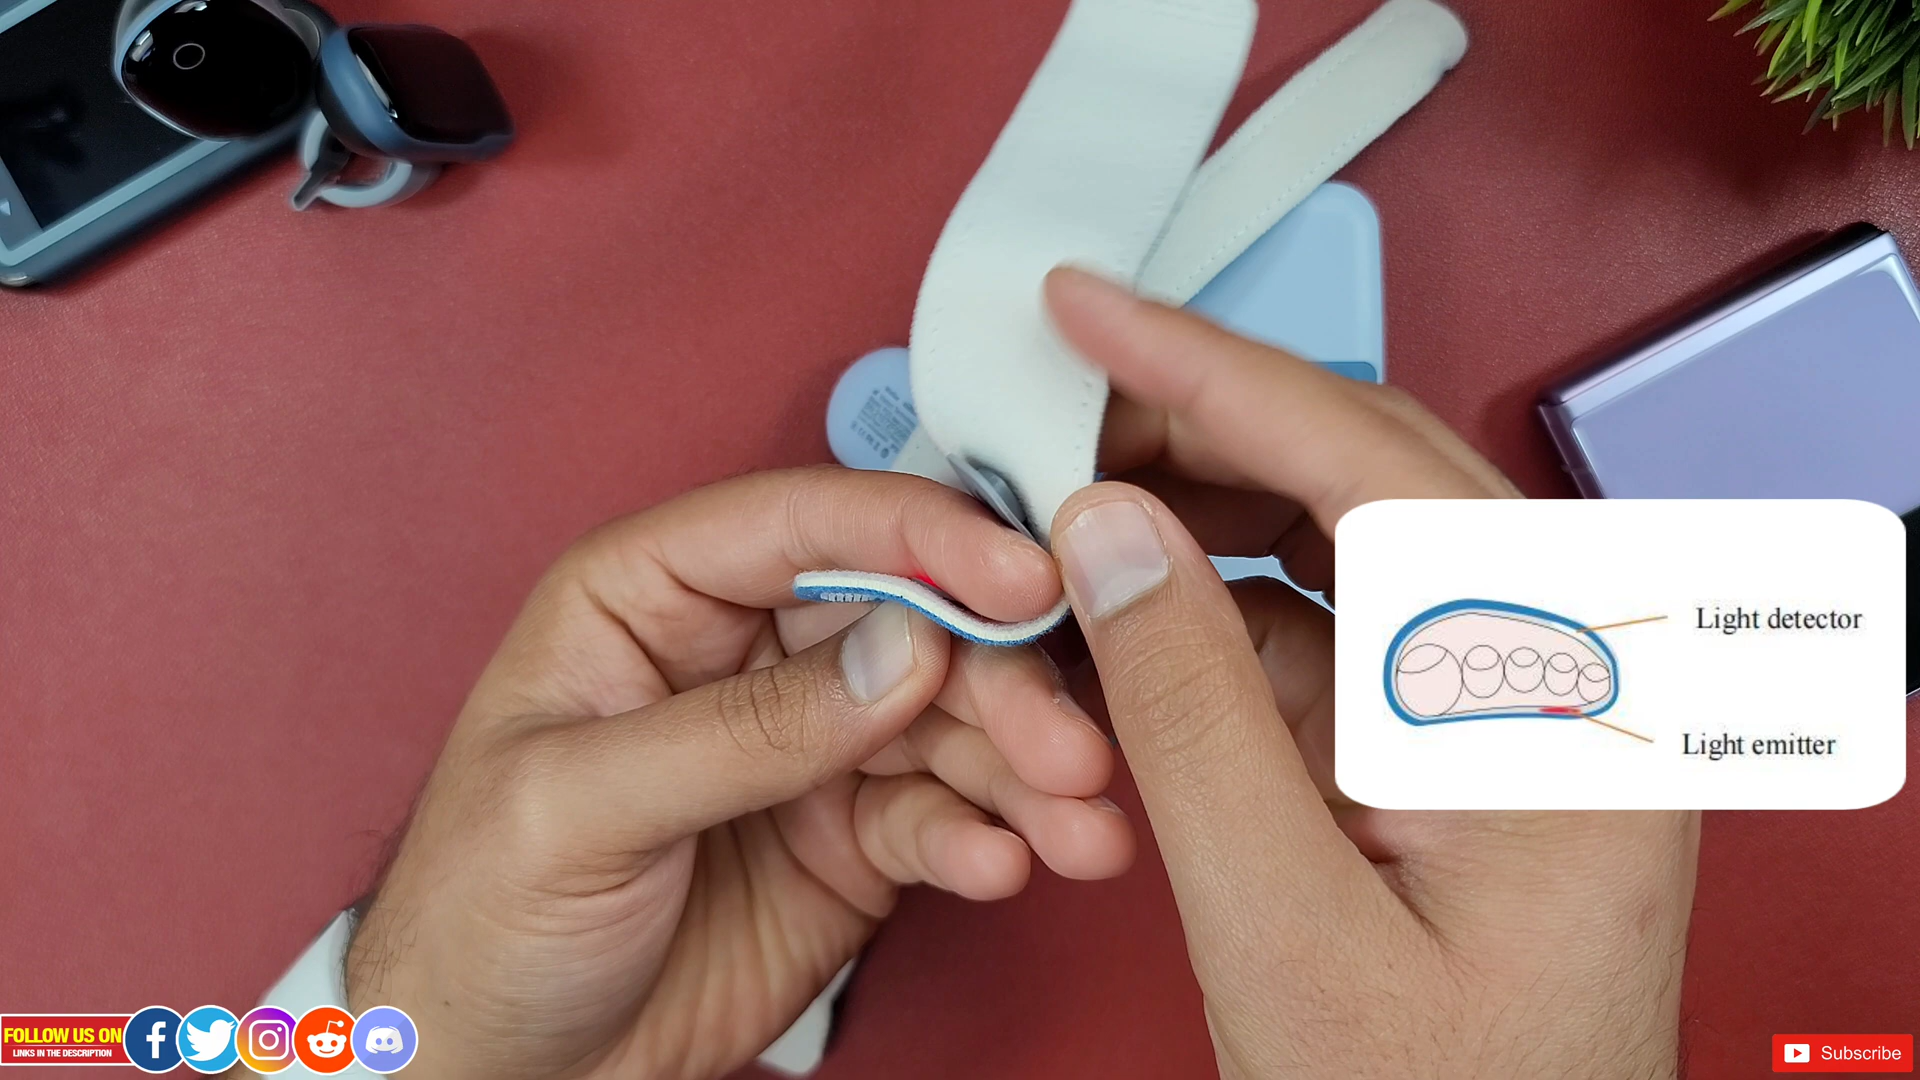 Light detector
Light emitter
FOLLOW US ON
LINKS IN THE DESCRIPTION
Subscribe